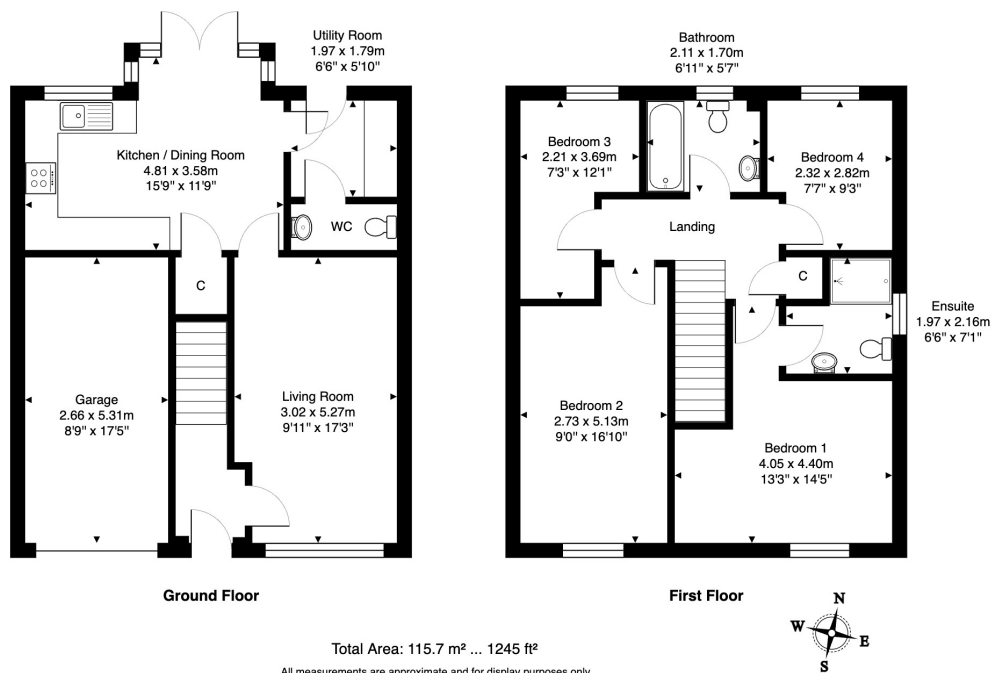 Utility Room
1.97 x 1.79m
6'6" x 5'10"
Kitchen / Dining Room
4.81 x 3.58m
15'9" x 11'9"
WC
C
Garage
2.66 x 5.31m
8'9" x 17'5"
Living Room
3.02 x 5.27m
9'11" x 17'3"
Ground Floor
Bathroom
2.11 x 1.70m
6'11" x 5'7"
Bedroom 3
2.21 x 3.69m
7'3" x 12'1"
Bedroom 4
2.32 x 2.82m
7'7" x 9'3"
Landing
C
Ensuite
1.97 x 2.16m
6'6" x 7'1"
Bedroom 2
2.73 x 5.13m
9'0" x 16'10"
Bedroom 1
4.05 x 4.40m
13'3" x 14'5"
First Floor
N
W
E
S
Total Area: 115.7 m² ... 1245 ft²
All measurements are approximate and for display purposes only